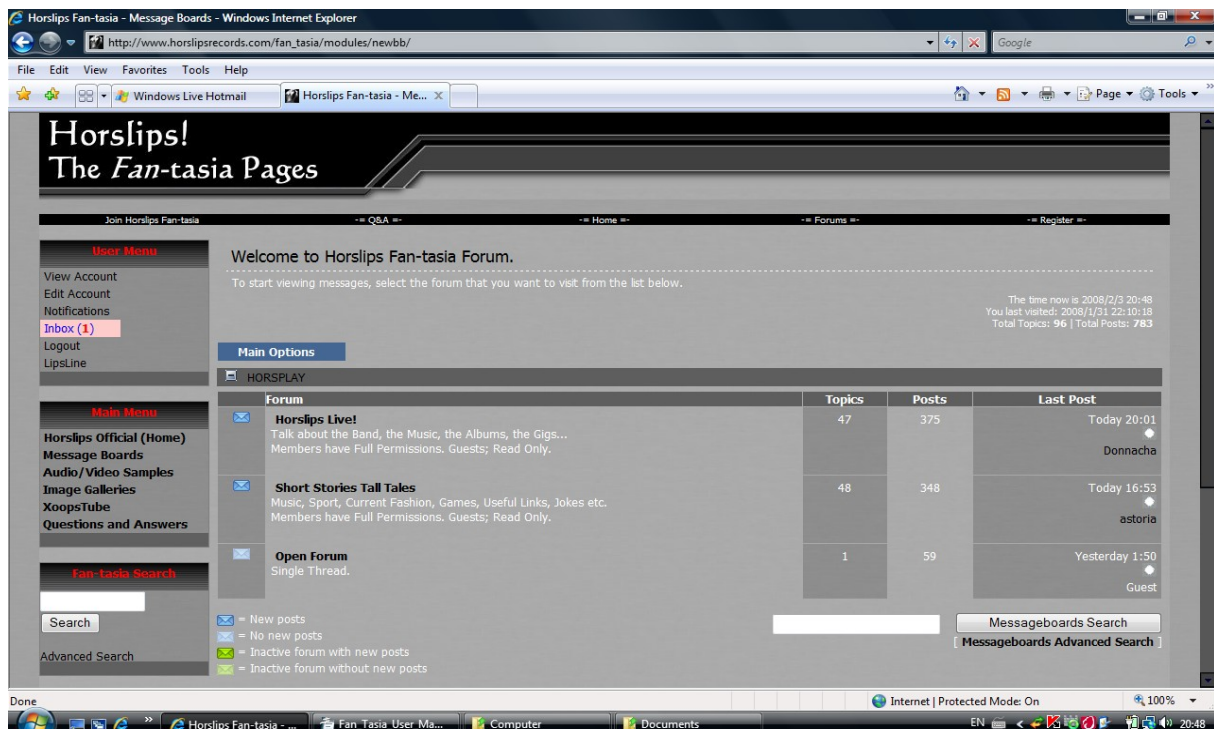 Horslips Fan-tasia - Message Boards - Windows Internet Explorer
http://www.horslipsrecords.com/fan_tasia/modules/newbb/
Google
File Edit View Favorites Tools Help
Windows Live Hotmail
Horslips Fan-tasia - Me...
Page
Tools
Horslips!
The Fan-tasia Pages
Join Horslips Fan-tasia
-= Q&A =-
-= Home =-
-= Forums =-
-= Register =-
User Menu
View Account
Edit Account
Notifications
Inbox (1)
Logout
LipsLine
Main Menu
Horslips Official (Home)
Message Boards
Audio/Video Samples
Image Galleries
XoopsTube
Questions and Answers
Fan-tasia Search
Search
Advanced Search
Welcome to Horslips Fan-tasia Forum.
To start viewing messages, select the forum that you want to visit from the list below.
The time now is 2008/2/3 20:48
You last visited: 2008/1/31 22:10:18
Total Topics: 96 | Total Posts: 783
Main Options
HORSPLAY
Forum Topics Posts Last Post
Horslips Live! 47 375 Today 20:01
Talk about the Band, the Music, the Albums, the Gigs...
Members have Full Permissions. Guests; Read Only.
Donnacha
Short Stories Tall Tales 48 348 Today 16:53
Music, Sport, Current Fashion, Games, Useful Links, Jokes etc.
Members have Full Permissions. Guests; Read Only.
astoria
Open Forum 1 59 Yesterday 1:50
Single Thread.
Guest
= New posts
= No new posts
= Inactive forum with new posts
= Inactive forum without new posts
Messageboards Search
[ Messageboards Advanced Search ]
Done
Internet | Protected Mode: On
100%
Horslips Fan-tasia - ...
Fan Tasia User Ma...
Computer
Documents
EN
20:48